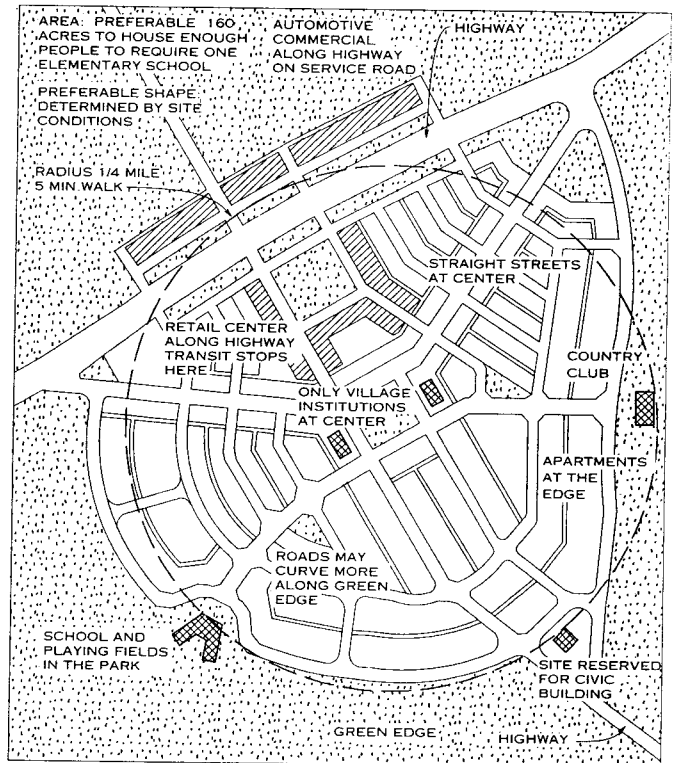 AREA: PREFERABLE 160
ACRES TO HOUSE ENOUGH
PEOPLE TO REQUIRE ONE
ELEMENTARY SCHOOL
PREFERABLE SHAPE,
DETERMINED BY SITE
CONDITIONS
AUTOMOTIVE
COMMERCIAL
ALONG HIGHWAY
ON SERVICE ROAD
HIGHWAY
RADIUS 1/4 MILE
5 MIN. WALK
STRAIGHT STREETS
AT CENTER
RETAIL CENTER
ALONG HIGHWAY
TRANSIT STOPS
HERE
COUNTRY
CLUB
ONLY VILLAGE
INSTITUTIONS
AT CENTER
APARTMENTS
AT THE
EDGE
ROADS MAY
CURVE MORE
ALONG GREEN
EDGE
SCHOOL AND
PLAYING FIELDS
IN THE PARK
SITE RESERVED
FOR CIVIC
BUILDING
GREEN EDGE
HIGHWAY